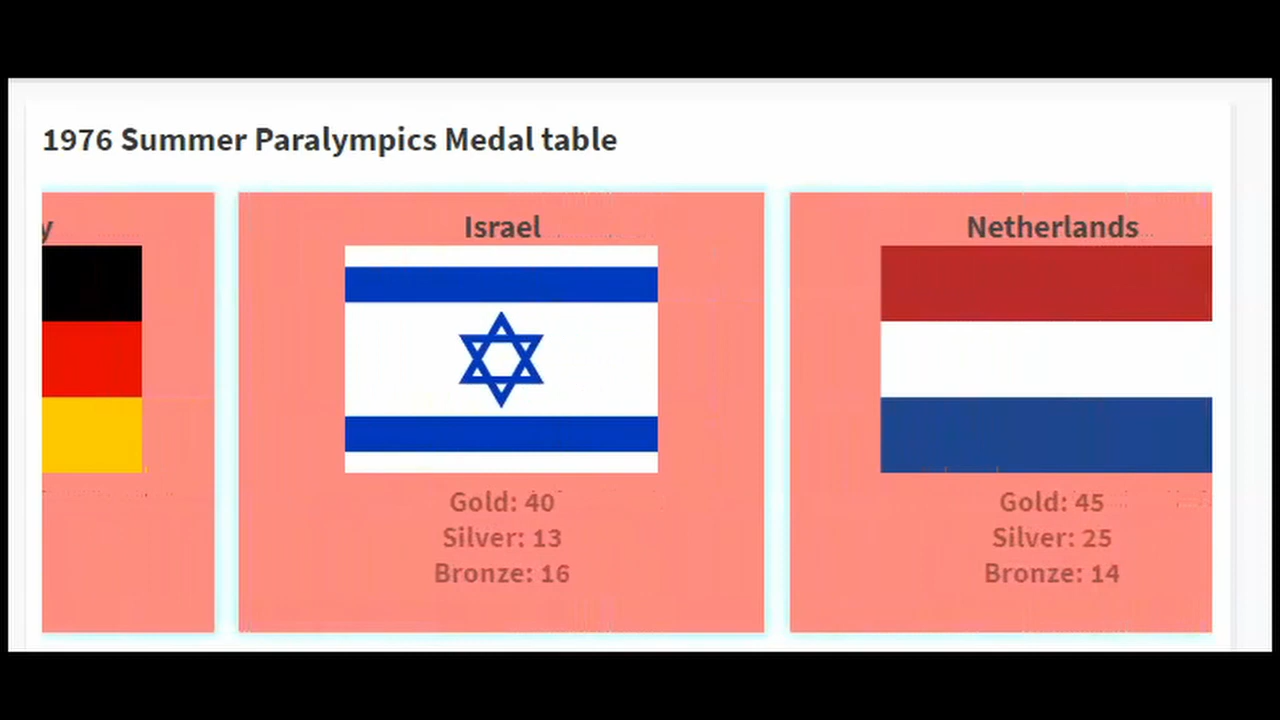 1976 Summer Paralympics Medal table
y
Israel
Gold: 40
Silver: 13
Bronze: 16
Netherlands
Gold: 45
Silver: 25
Bronze: 14